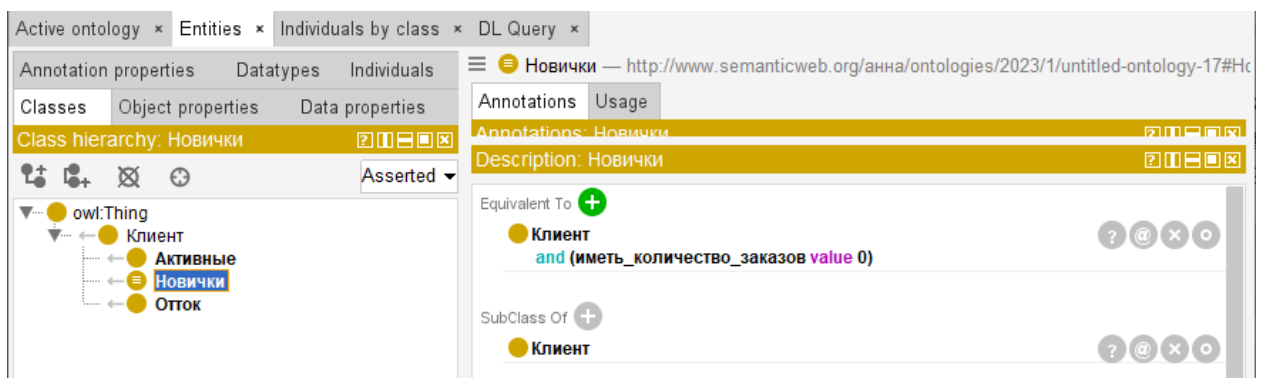 Active ontology × Entities × Individuals by class × DL Query ×
Annotation properties Datatypes Individuals
Classes Object properties Data properties
Class hierarchy: Новички
Asserted
owl:Thing
Клиент
Активные
Новички
Отток
Новички — http://www.semanticweb.org/анна/ontologies/2023/1/untitled-ontology-17#Но
Annotations Usage
Annotations: Новички
Description: Новички
Equivalent To
Клиент
and (иметь_количество_заказов value 0)
SubClass Of
Клиент